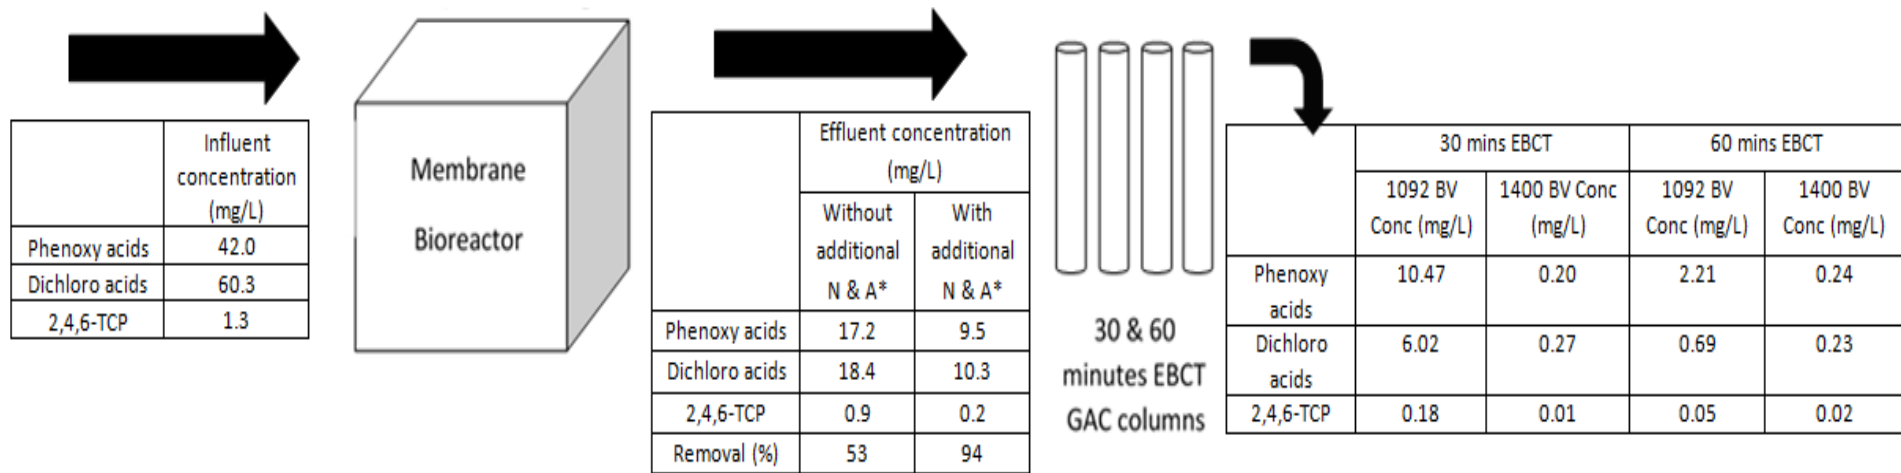 Influent
concentration
(mg/L)
Phenoxy acids 42.0
Dichloro acids 60.3
2,4,6-TCP 1.3
Membrane
Bioreactor
Effluent concentration
(mg/L)
Without additional N & A* With additional N & A*
Phenoxy acids 17.2 9.5
Dichloro acids 18.4 10.3
2,4,6-TCP 0.9 0.2
Removal (%) 53 94
30 & 60
minutes EBCT
GAC columns
30 mins EBCT 60 mins EBCT
1092 BV Conc (mg/L) 1400 BV Conc (mg/L) 1092 BV Conc (mg/L) 1400 BV Conc (mg/L)
Phenoxy acids 10.47 0.20 2.21 0.24
Dichloro acids 6.02 0.27 0.69 0.23
2,4,6-TCP 0.18 0.01 0.05 0.02